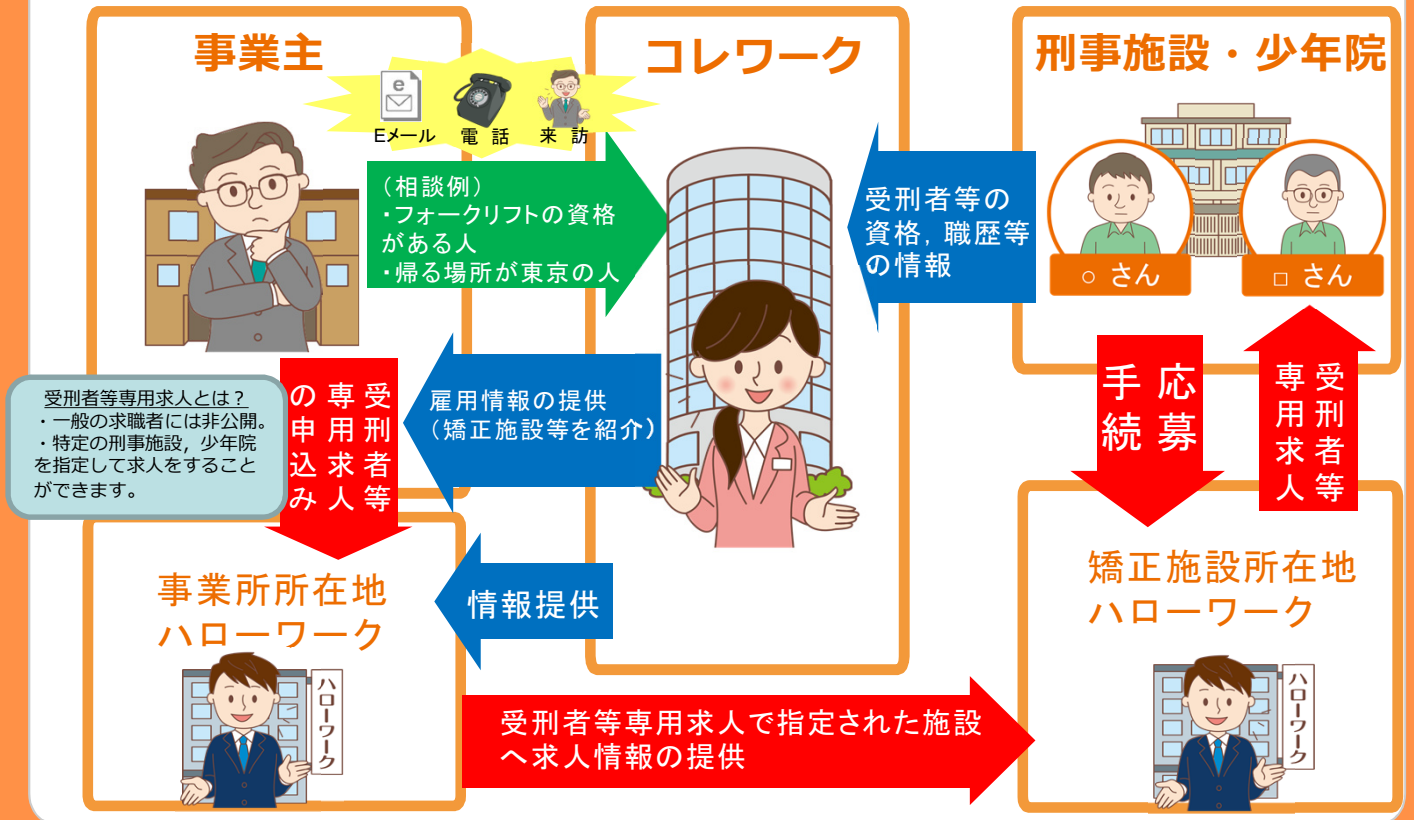 事業主
Eメール 電話 来訪
(相談例)
・フォークリフトの資格
がある人
・帰る場所が東京の人
コレワーク
刑事施設・少年院
受刑者等の
資格, 職歴等
の情報
○ さん
□ さん
雇用情報の提供
(矯正施設等を紹介)
受刑者等
専用求人
の申込み
受刑者等専用求人とは?
・一般の求職者には非公開。
・特定の刑事施設, 少年院
を指定して求人をすること
ができます。
応募
手続
受刑者等
専用求人
事業所所在地
ハローワーク
ハローワーク
情報提供
受刑者等専用求人で指定された施設
へ求人情報の提供
矯正施設所在地
ハローワーク
ハローワーク